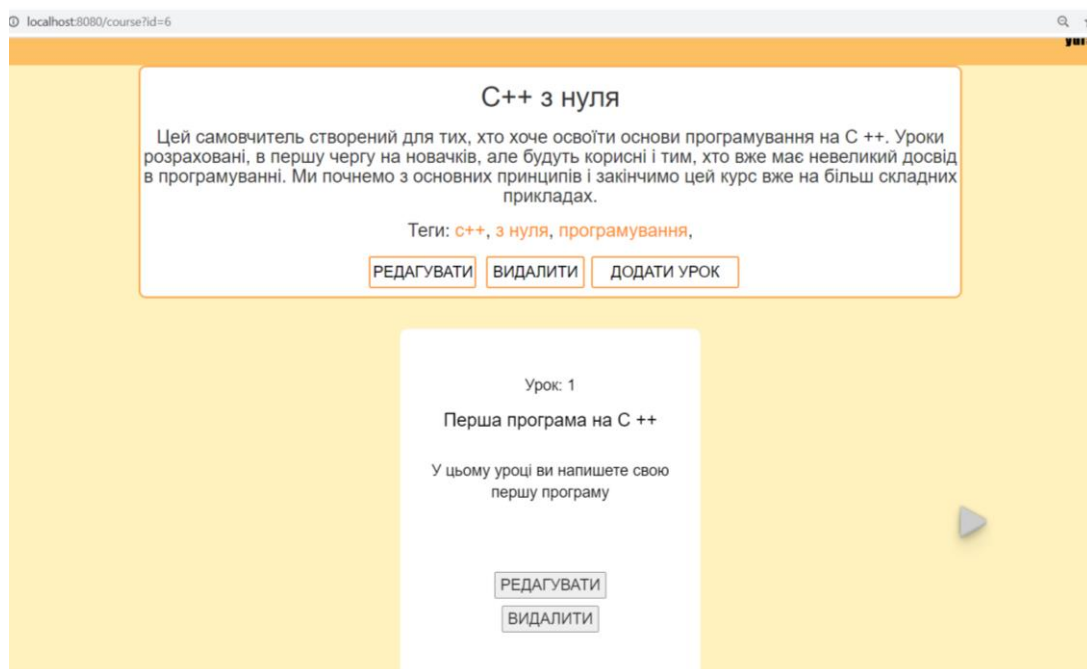 localhost:8080/course?id=6
C++ з нуля
Цей самовчитель створений для тих, хто хоче освоїти основи програмування на C ++. Уроки
розраховані, в першу чергу на новачків, але будуть корисні і тим, хто вже має невеликий досвід
в програмуванні. Ми почнемо з основних принципів і закінчимо цей курс вже на більш складних
прикладах.
Теги: c++, з нуля, програмування,
РЕДАГУВАТИ ВИДАЛИТИ ДОДАТИ УРОК
Урок: 1
Перша програма на C ++
У цьому уроці ви напишете свою
першу програму
РЕДАГУВАТИ
ВИДАЛИТИ